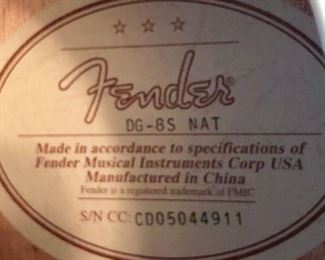 Fender
DG-8S NAT
Made in accordance to specifications of
Fender Musical Instruments Corp USA
Manufactured in China
Fender is a registered trademark of FMIC
S/N CC: CD05044911